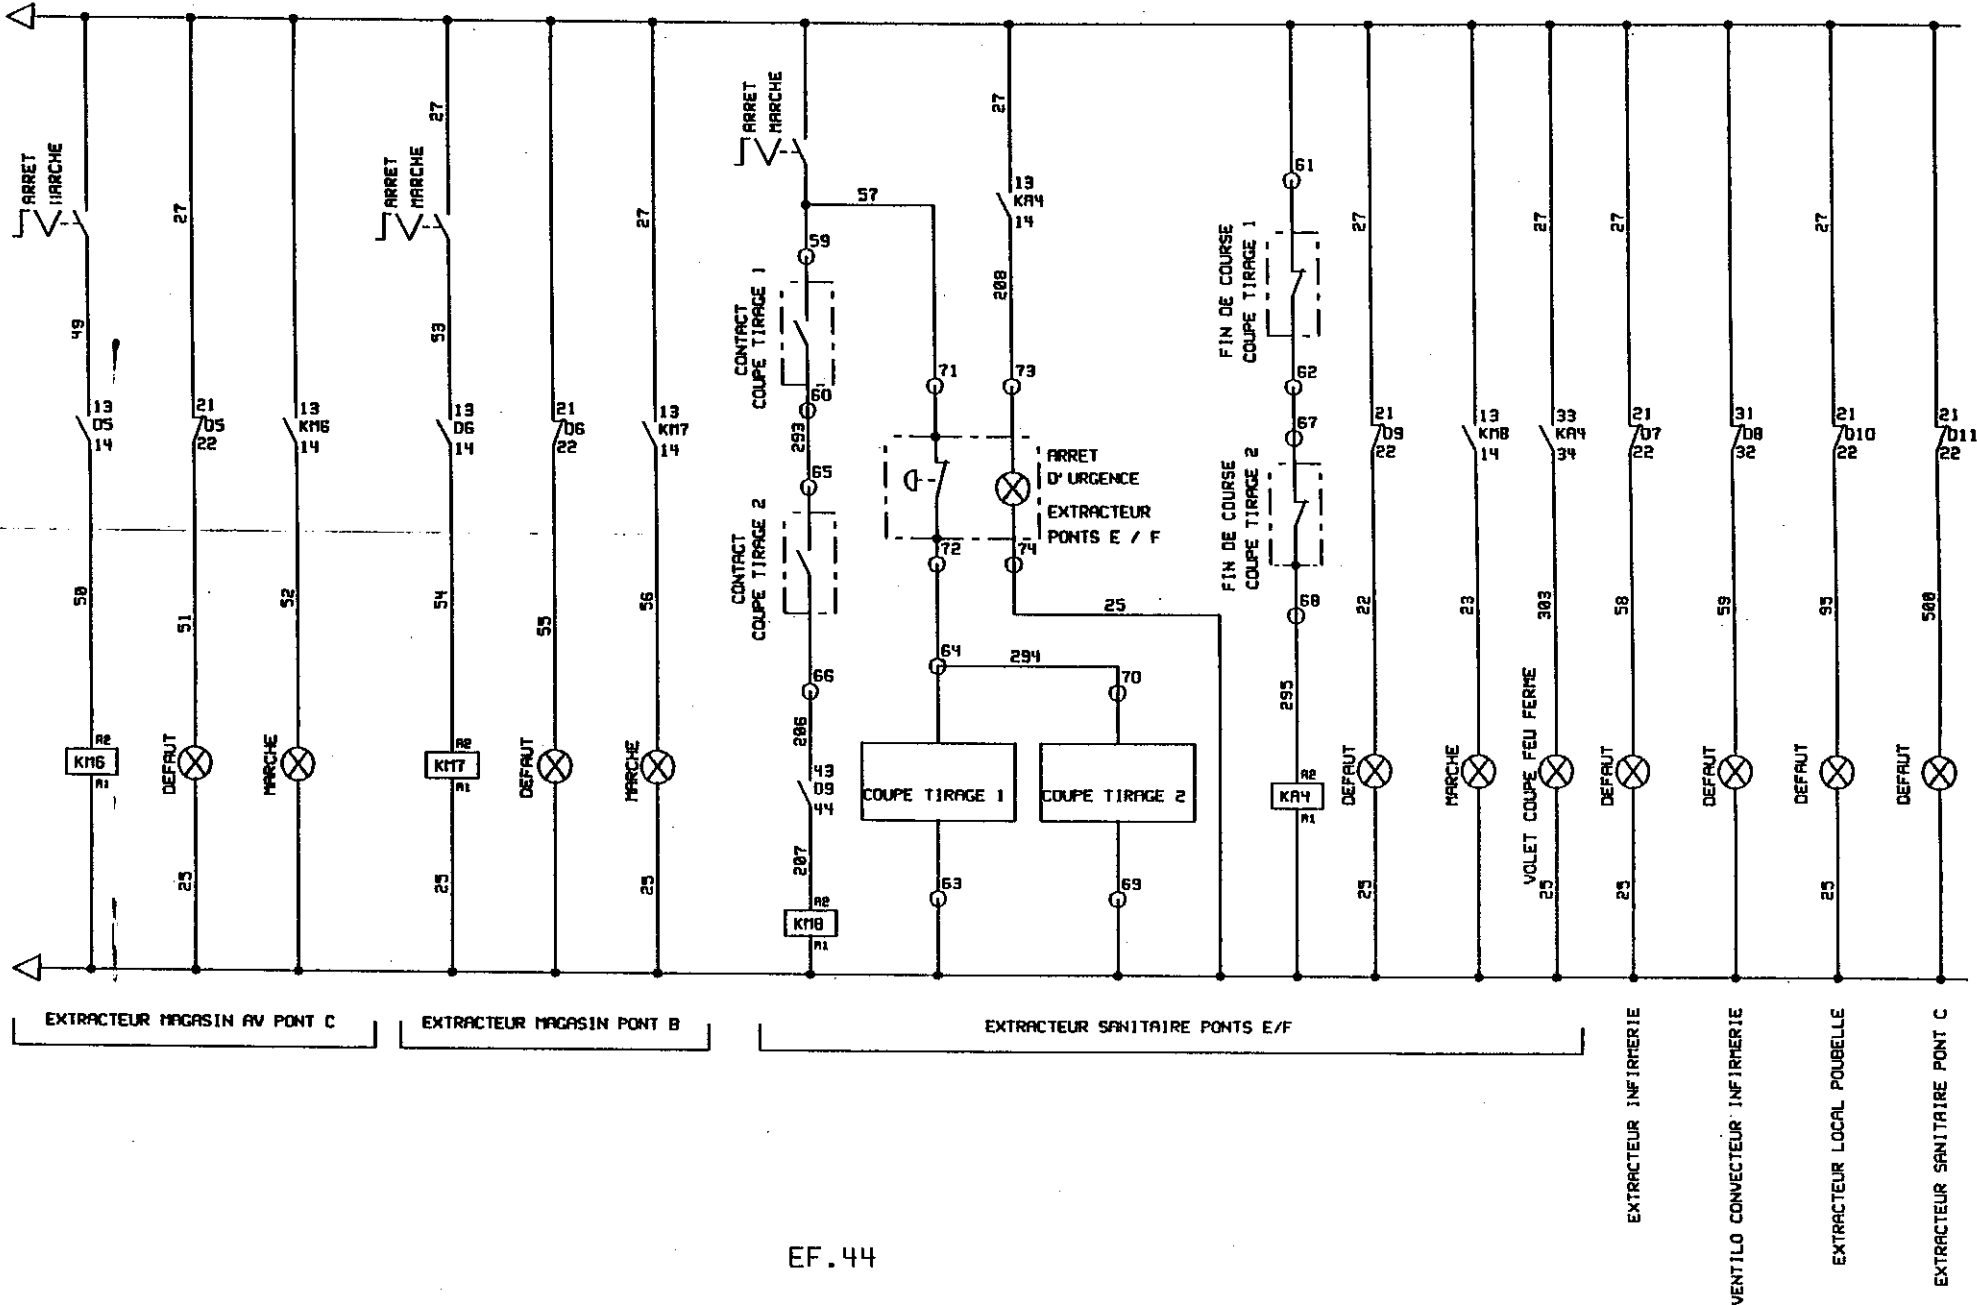 ARRET
MARCHE
49
13
D5
14
50
A2
KM6
A1
27
21
D5
22
51
DEFAUT
25
13
KM6
14
52
MARCHE
EXTRACTEUR MAGASIN AV PONT C
27
ARRET
MARCHE
53
13
D6
14
54
A2
KM7
A1
25
21
D6
22
55
DEFAUT
27
13
KM7
14
56
MARCHE
25
EXTRACTEUR MAGASIN PONT B
ARRET
MARCHE
57
59
CONTACT
COUPE TIRAGE 1
60
293
65
CONTACT
COUPE TIRAGE 2
66
206
43
D9
44
207
A2
KM8
A1
71
72
64
294
70
COUPE TIRAGE 1
COUPE TIRAGE 2
63
69
27
13
KA4
14
208
73
ARRET
D'URGENCE
EXTRACTEUR
PONTS E / F
74
25
61
FIN DE COURSE
COUPE TIRAGE 1
62
67
FIN DE COURSE
COUPE TIRAGE 2
68
295
A2
KA4
A1
27
21
D9
22
22
DEFAUT
25
13
KM8
14
23
MARCHE
27
33
KA4
34
303
VOLET COUPE FEU FERME
25
EXTRACTEUR SANITAIRE PONTS E/F
27
21
D7
22
58
DEFAUT
25
EXTRACTEUR INFIRMERIE
31
D8
32
59
DEFAUT
VENTILO CONVECTEUR INFIRMERIE
27
21
D10
22
95
DEFAUT
25
EXTRACTEUR LOCAL POUBELLE
21
D11
22
500
DEFAUT
EXTRACTEUR SANITAIRE PONT C
EF.44